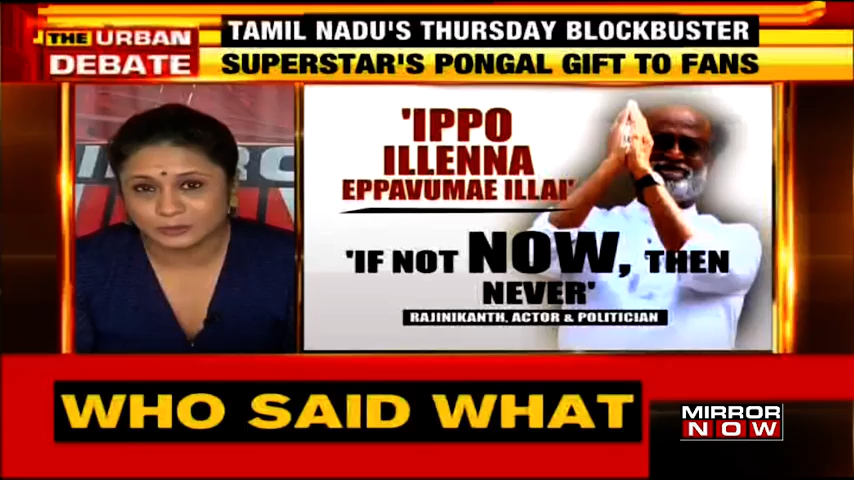 THE URBAN
DEBATE
TAMIL NADU'S THURSDAY BLOCKBUSTER
SUPERSTAR'S PONGAL GIFT TO FANS
'IPPO
ILLENNA
EPPAVUMAE ILLAI'
'IF NOT NOW, THEN
NEVER'
RAJINIKANTH, ACTOR & POLITICIAN
WHO SAID WHAT
MIRROR
NOW